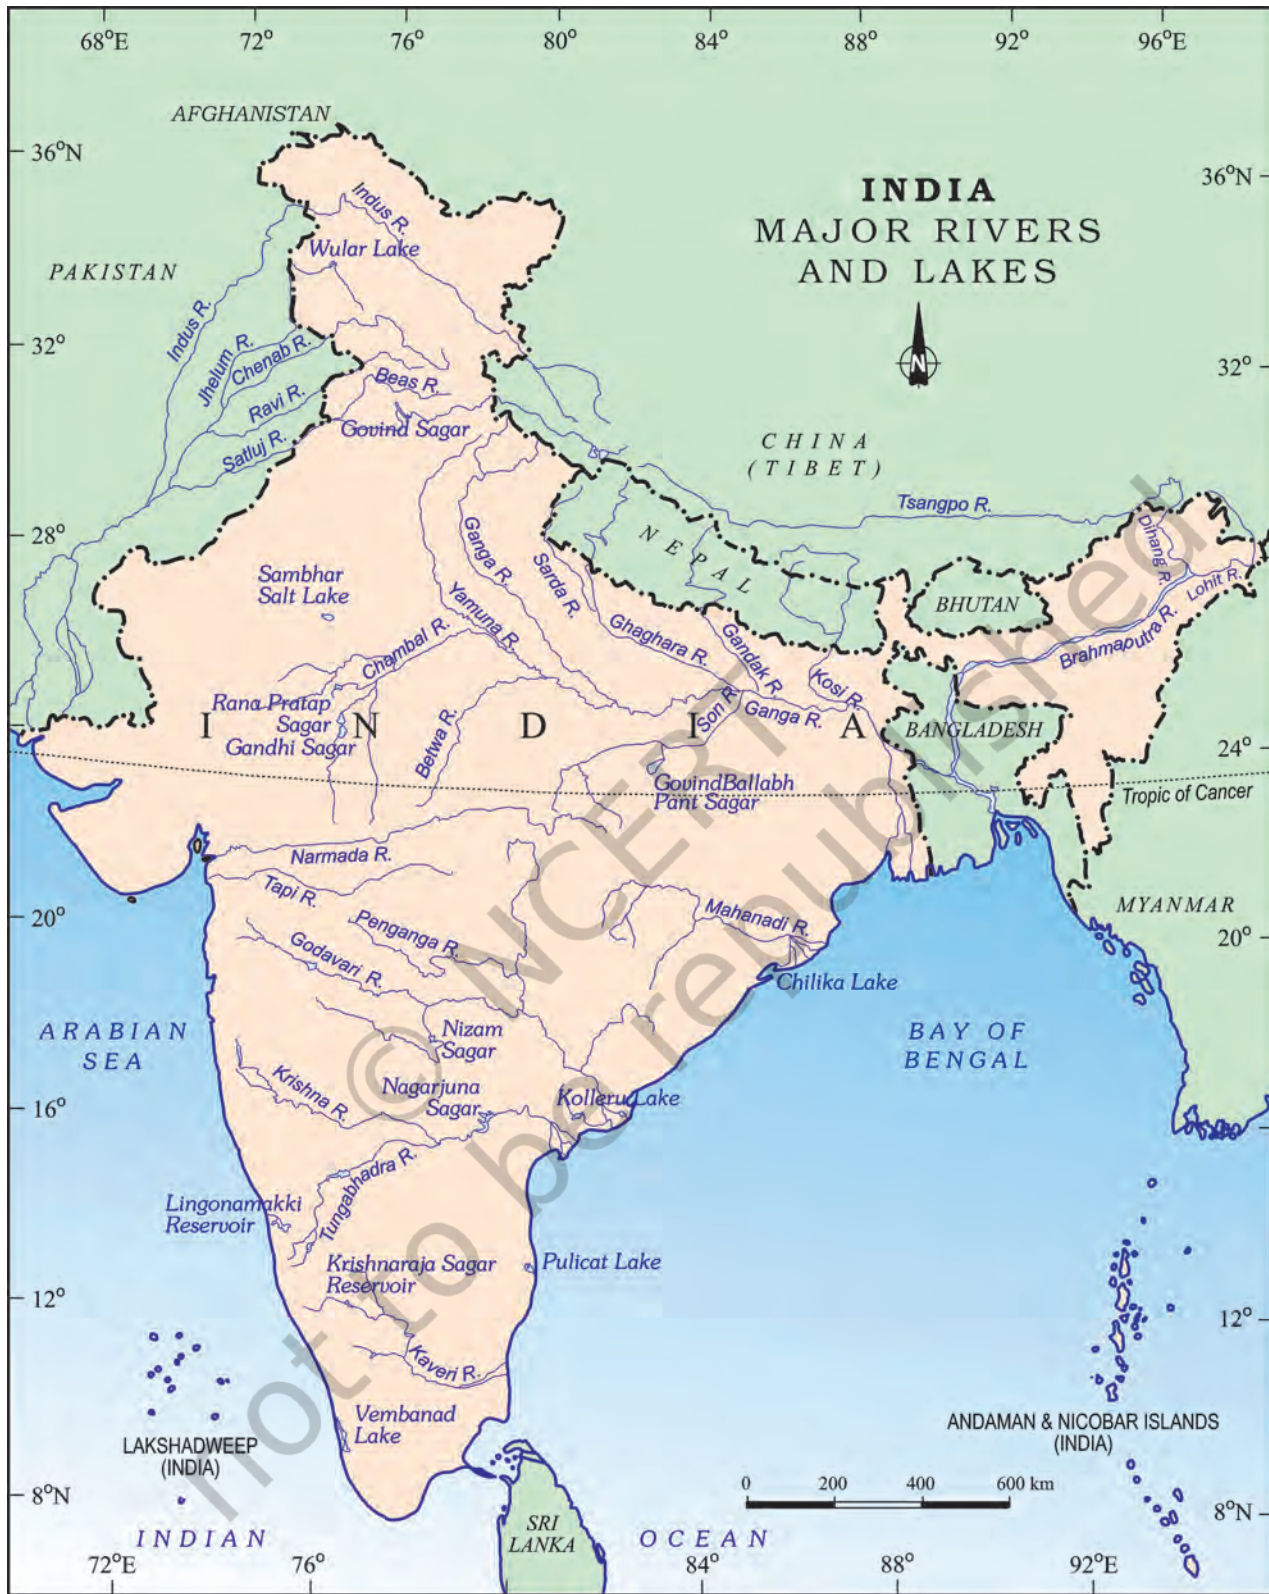 68°E 72° 76° 80° 84° 88° 92° 96°E
AFGHANISTAN
36°N
36°N
INDIA
MAJOR RIVERS
AND LAKES
N
Indus R.
Wular Lake
PAKISTAN
Indus R.
32°
32°
Jhelum R.
Chenab R.
Beas R.
Ravi R.
Govind Sagar
Satluj R.
CHINA
(TIBET)
Tsangpo R.
28°
28°
Dihang R.
Lohit R.
NEPAL
Ganga R.
Sarda R.
Sambhar
Salt Lake
BHUTAN
Yamuna R.
Chambal R.
Ghaghara R.
Gandak R.
Brahmaputra R.
Kosi R.
Rana Pratap
Sagar
Gandhi Sagar
Son R.
Ganga R.
Betwa R.
I N D I A
BANGLADESH
24°
24°
GovindBallabh
Pant Sagar
Tropic of Cancer
Narmada R.
Tapi R.
20°
20°
Penganga R.
Mahanadi R.
MYANMAR
Godavari R.
Chilika Lake
ARABIAN
SEA
Nizam
Sagar
BAY OF
BENGAL
Krishna R.
Nagarjuna
Sagar
Kolleru Lake
16°
Tungabhadra R.
Lingonamakki
Reservoir
Krishnaraja Sagar
Reservoir
Pulicat Lake
12°
12°
Kaveri R.
Vembanad
Lake
LAKSHADWEEP
(INDIA)
ANDAMAN & NICOBAR ISLANDS
(INDIA)
8°N
8°N
0 200 400 600 km
SRI
LANKA
INDIAN OCEAN
72°E 76° 84° 88° 92°E
© NCERT
not to be republished